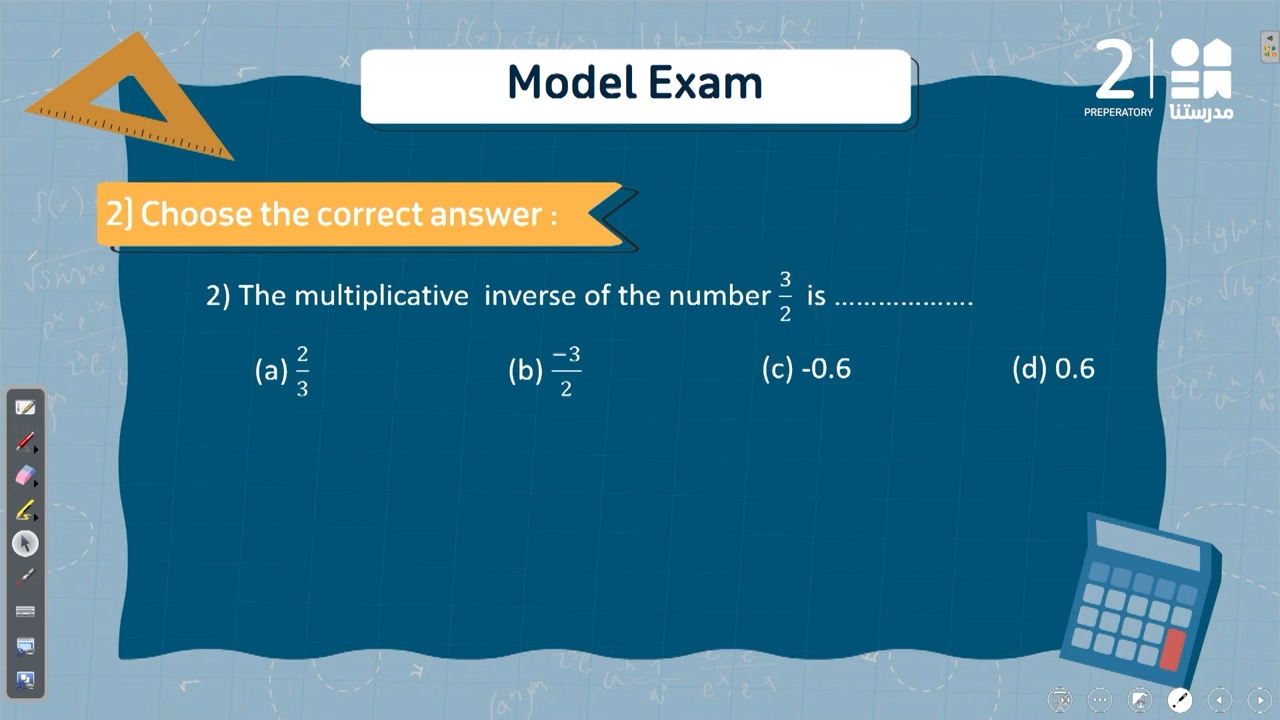 Model Exam
2
PREPERATORY
مدرستنا
2] Choose the correct answer :
2) The multiplicative inverse of the number 3/2 is ...................
(a) 2/3 (b) −3/2 (c) -0.6 (d) 0.6